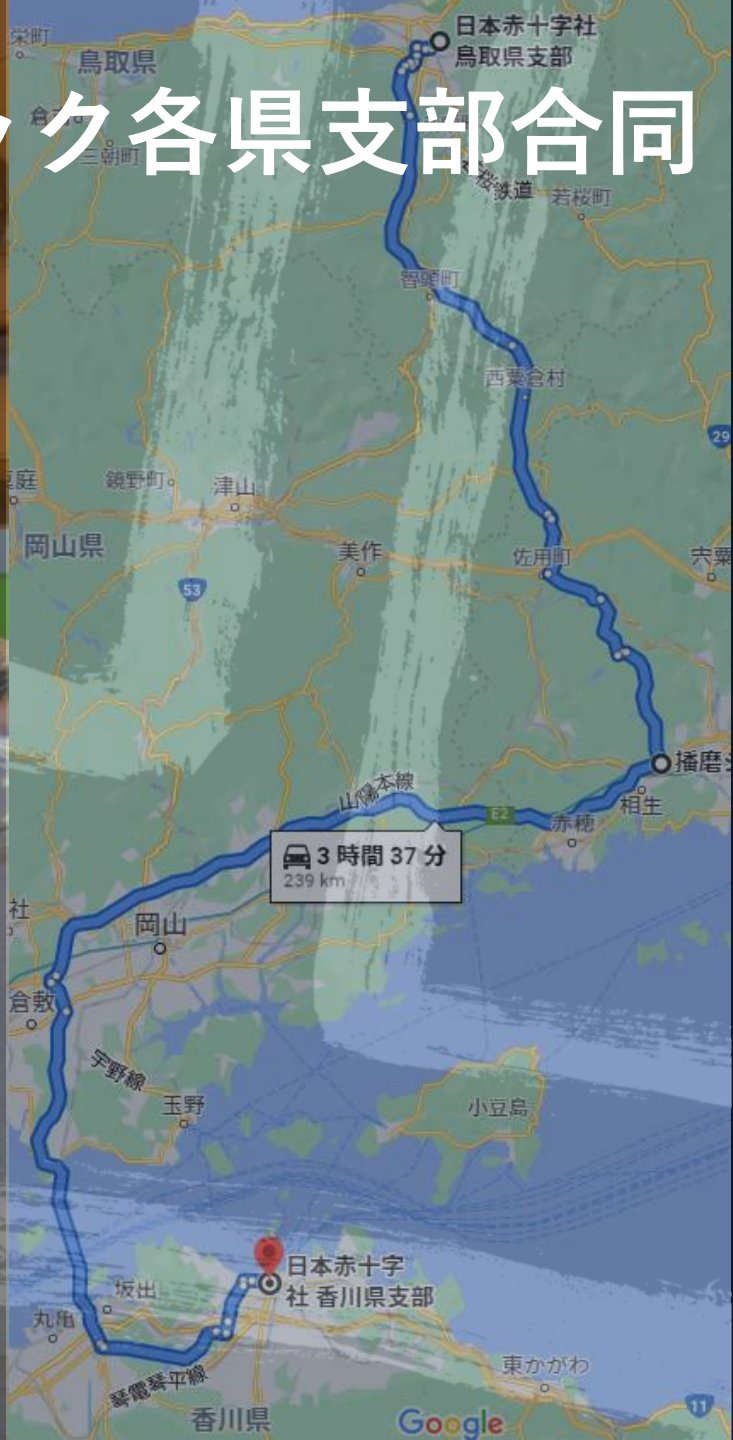 日本赤十字社
鳥取県支部
栄町
鳥取県
ック各県支部合同
倉吉
三朝町
若桜鉄道
若桜町
智頭町
西粟倉村
29
真庭
鏡野町
津山
岡山県
美作
佐用町
宍粟
53
播磨
相生
山陽本線
E2
赤穂
3 時間 37 分
239 km
社
岡山
倉敷
宇野線
玉野
小豆島
日本赤十字
社 香川県支部
坂出
丸亀
琴電琴平線
東かがわ
香川県
Google
11